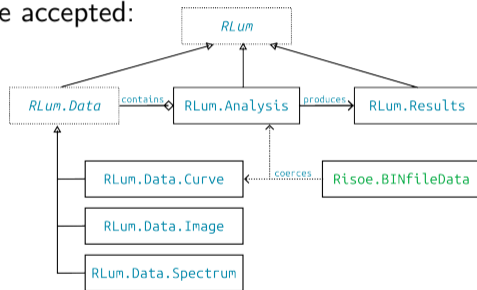 e accepted:
RLum
RLum.Data
contains
RLum.Analysis
produces
RLum.Results
RLum.Data.Curve
coerces
Risoe.BINfileData
RLum.Data.Image
RLum.Data.Spectrum